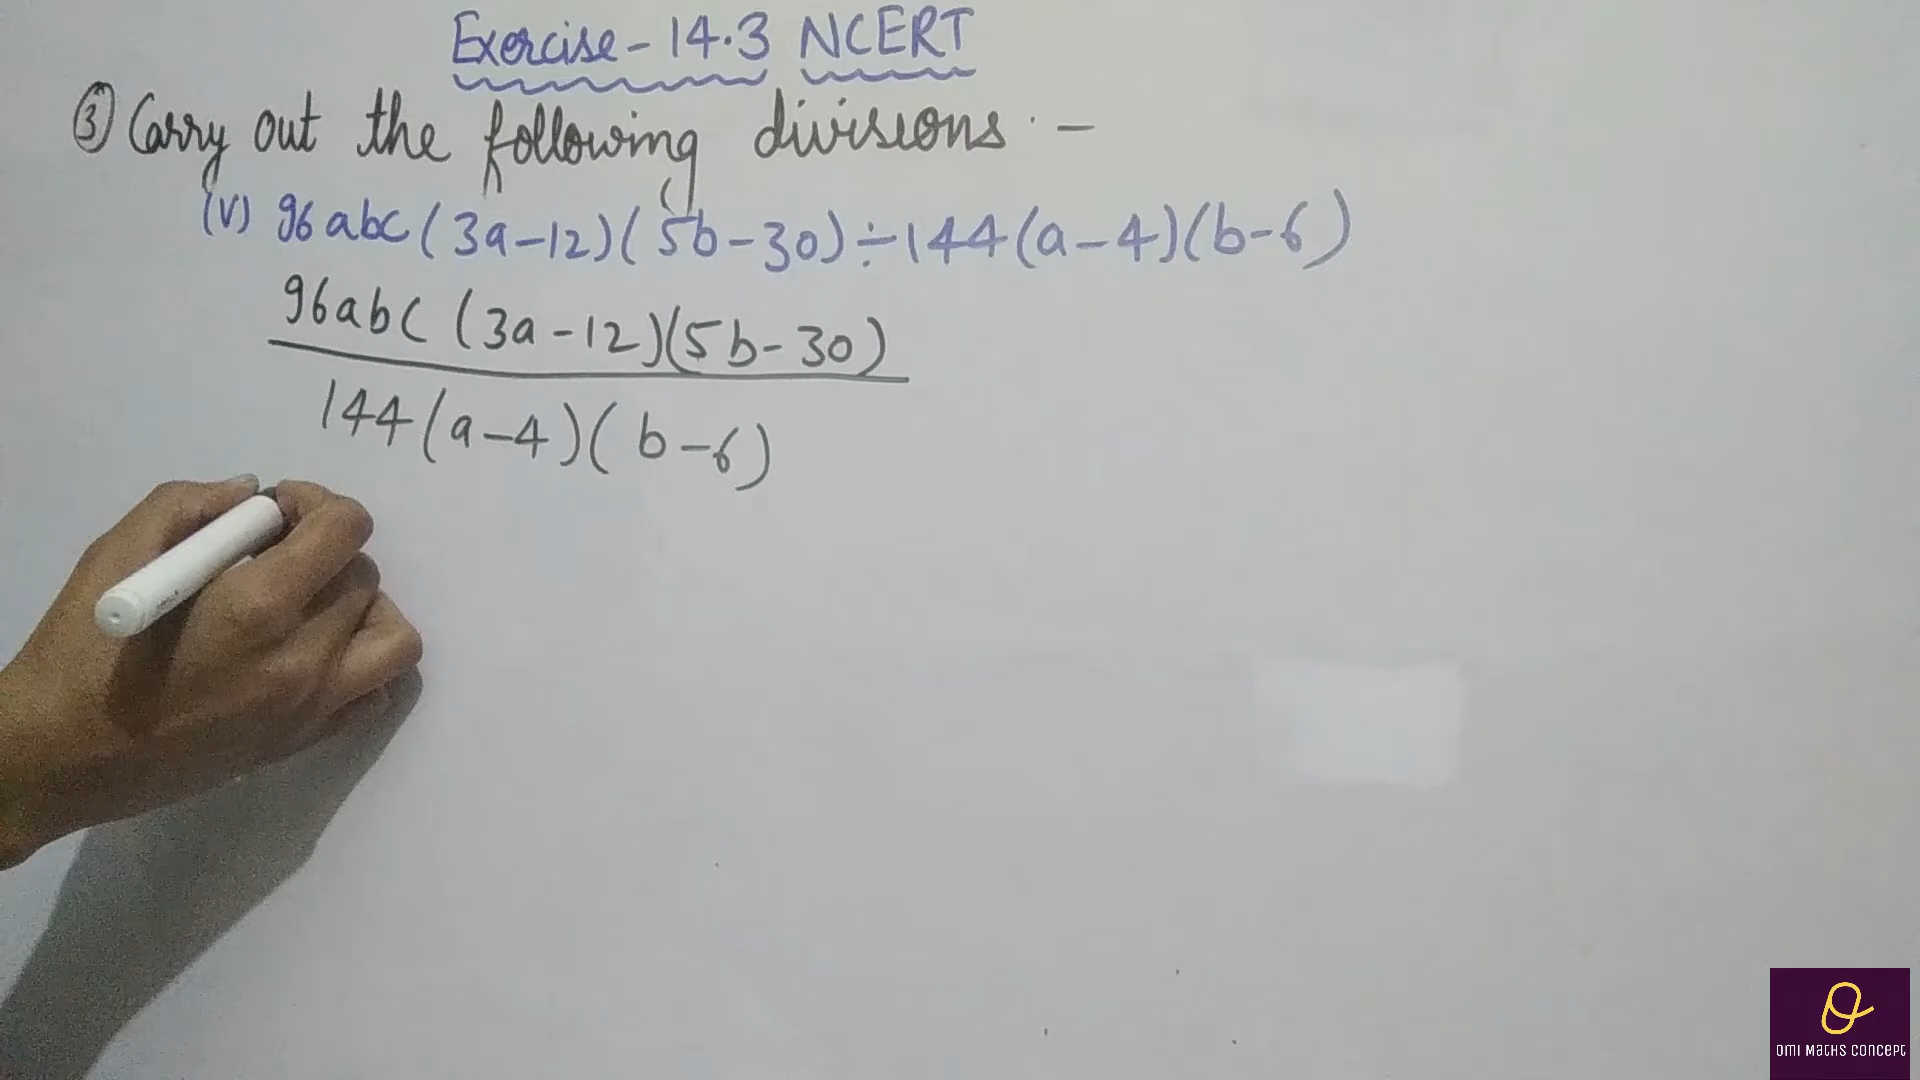 Exercise - 14.3 NCERT
③ Carry out the following divisions. -
(V) 96abc(3a-12)(5b-30)÷144(a-4)(b-6)
96abc (3a-12)(5b-30)
144(a-4)(b-6)
OMI MATHS CONCEPT